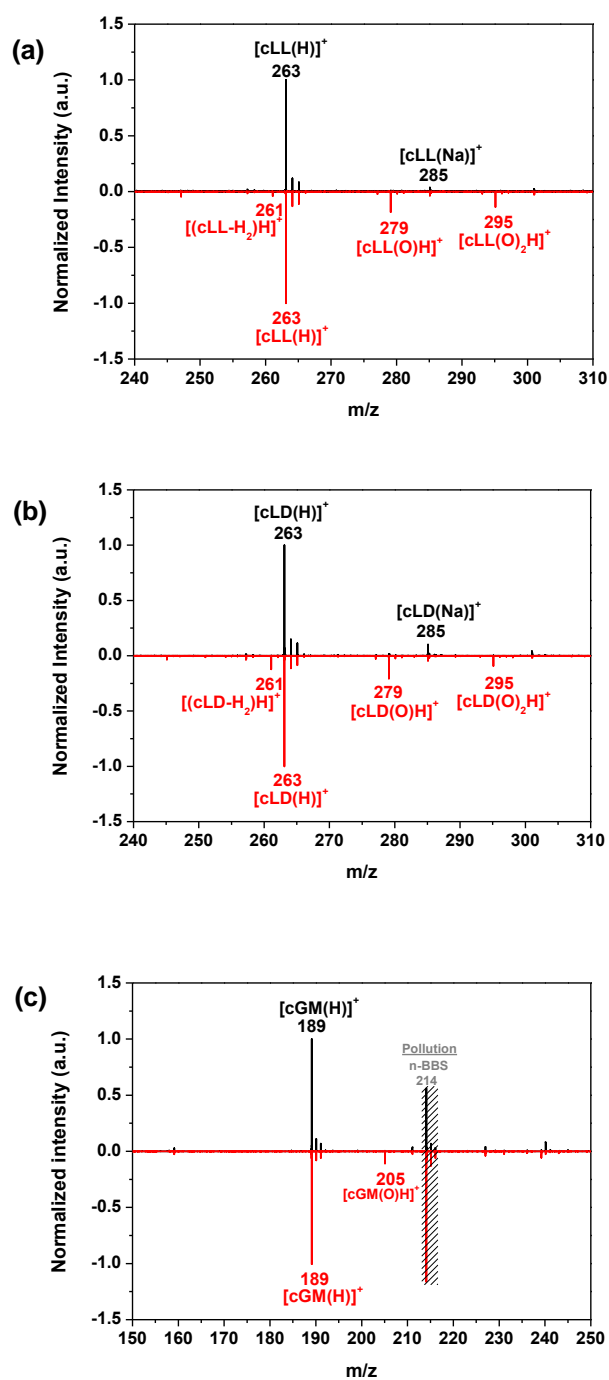 (a)
[cLL(H)]⁺
263
[cLL(Na)]⁺
285
261
[(cLL-H₂)H]⁺
279
[cLL(O)H]⁺
295
[cLL(O)₂H]⁺
263
[cLL(H)]⁺
Normalized Intensity (a.u.)
1.5
1.0
0.5
0.0
-0.5
-1.0
-1.5
240 250 260 270 280 290 300 310
m/z
(b)
[cLD(H)]⁺
263
[cLD(Na)]⁺
285
261
[(cLD-H₂)H]⁺
279
[cLD(O)H]⁺
295
[cLD(O)₂H]⁺
263
[cLD(H)]⁺
Normalized Intensity (a.u.)
1.5
1.0
0.5
0.0
-0.5
-1.0
-1.5
240 250 260 270 280 290 300 310
m/z
(c)
[cGM(H)]⁺
189
Pollution
n-BBS
214
205
[cGM(O)H]⁺
189
[cGM(H)]⁺
Normalized intensity (a.u.)
1.5
1.0
0.5
0.0
-0.5
-1.0
-1.5
150 160 170 180 190 200 210 220 230 240 250
m/z